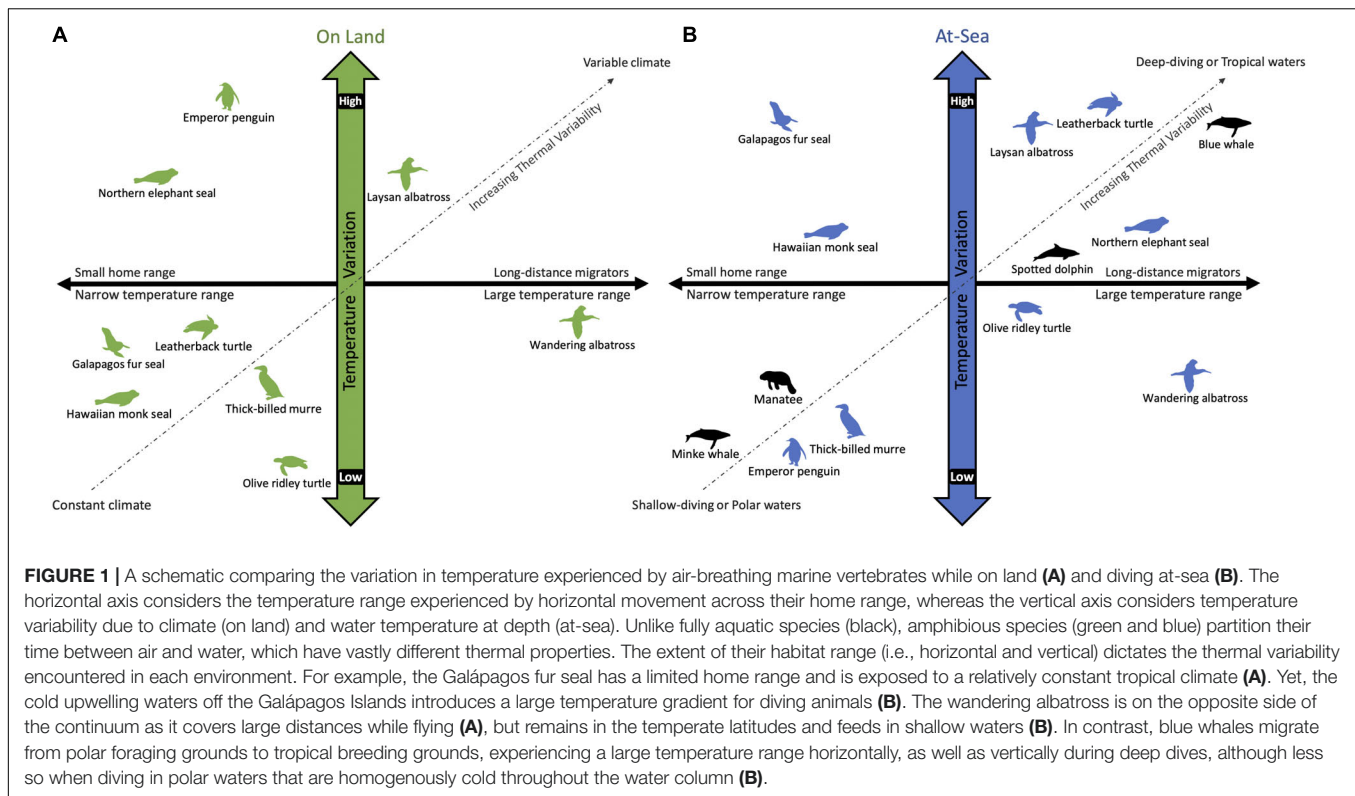 A
On Land
Variable climate
High
Emperor penguin
Northern elephant seal
Laysan albatross
Increasing Thermal Variability
Temperature Variation
Small home range
Long-distance migrators
Narrow temperature range
Large temperature range
Leatherback turtle
Galapagos fur seal
Wandering albatross
Hawaiian monk seal
Thick-billed murre
Olive ridley turtle
Low
Constant climate
B
At-Sea
Deep-diving or Tropical waters
High
Galapagos fur seal
Leatherback turtle
Laysan albatross
Blue whale
Increasing Thermal Variability
Hawaiian monk seal
Northern elephant seal
Spotted dolphin
Temperature Variation
Small home range
Long-distance migrators
Narrow temperature range
Large temperature range
Olive ridley turtle
Manatee
Wandering albatross
Minke whale
Thick-billed murre
Emperor penguin
Low
Shallow-diving or Polar waters
FIGURE 1 | A schematic comparing the variation in temperature experienced by air-breathing marine vertebrates while on land (A) and diving at-sea (B). The
horizontal axis considers the temperature range experienced by horizontal movement across their home range, whereas the vertical axis considers temperature
variability due to climate (on land) and water temperature at depth (at-sea). Unlike fully aquatic species (black), amphibious species (green and blue) partition their
time between air and water, which have vastly different thermal properties. The extent of their habitat range (i.e., horizontal and vertical) dictates the thermal variability
encountered in each environment. For example, the Galápagos fur seal has a limited home range and is exposed to a relatively constant tropical climate (A). Yet, the
cold upwelling waters off the Galápagos Islands introduces a large temperature gradient for diving animals (B). The wandering albatross is on the opposite side of
the continuum as it covers large distances while flying (A), but remains in the temperate latitudes and feeds in shallow waters (B). In contrast, blue whales migrate
from polar foraging grounds to tropical breeding grounds, experiencing a large temperature range horizontally, as well as vertically during deep dives, although less
so when diving in polar waters that are homogenously cold throughout the water column (B).